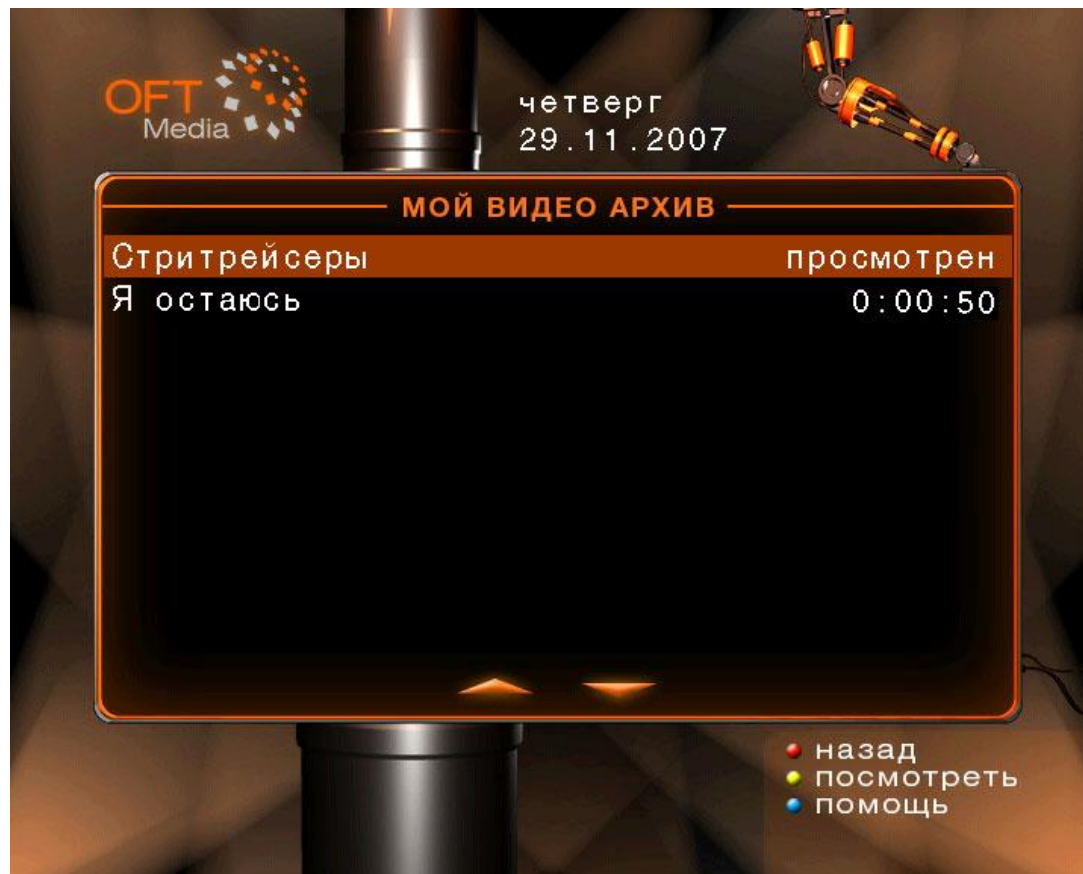 OFT
Media
четверг
29.11.2007
МОЙ ВИДЕО АРХИВ
Стритрейсеры просмотрен
Я остаюсь 0:00:50
назад
посмотреть
помощь